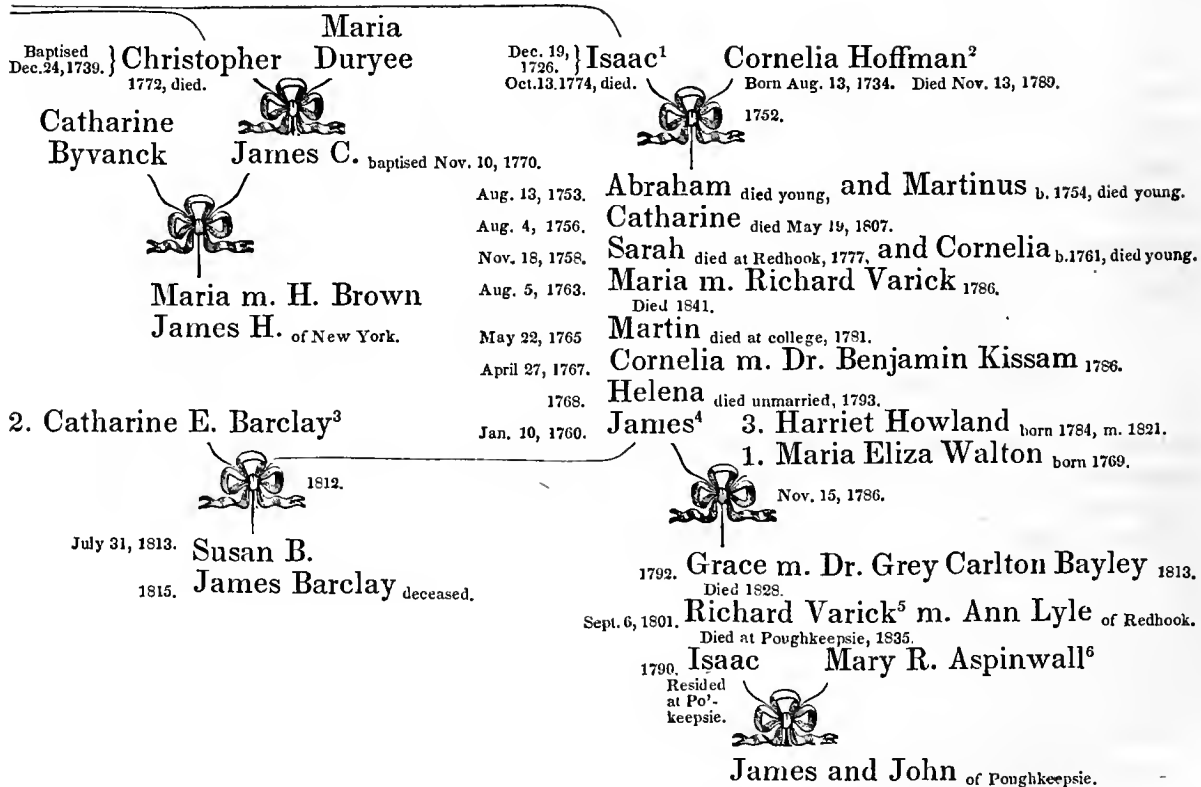 Baptised Dec. 24, 1739. } Christopher
1772, died.
Maria Duryee
Catharine Byvanck
James C. baptised Nov. 10, 1770.
Maria m. H. Brown
James H. of New York.
Dec. 19, 1726. } Isaac¹
Oct. 13. 1774, died.
Cornelia Hoffman²
Born Aug. 13, 1734. Died Nov. 13, 1789.
1752.
Aug. 13, 1753. Abraham died young, and Martinus b. 1754, died young.
Aug. 4, 1756. Catharine died May 19, 1807.
Nov. 18, 1758. Sarah died at Redhook, 1777, and Cornelia b. 1761, died young.
Aug. 5, 1763. Maria m. Richard Varick 1786.
Died 1841.
May 22, 1765 Martin died at college, 1781.
April 27, 1767. Cornelia m. Dr. Benjamin Kissam 1786.
1768. Helena died unmarried, 1793.
Jan. 10, 1760. James⁴
3. Harriet Howland born 1784, m. 1821.
1. Maria Eliza Walton born 1769.
Nov. 15, 1786.
2. Catharine E. Barclay³
1812.
July 31, 1813. Susan B.
1815. James Barclay deceased.
1792. Grace m. Dr. Grey Carlton Bayley 1813.
Died 1828.
Sept. 6, 1801. Richard Varick⁵ m. Ann Lyle of Redhook.
Died at Poughkeepsie, 1835.
1790. Isaac Mary R. Aspinwall⁶
Resided
at Po'-
keepsie.
James and John of Poughkeepsie.